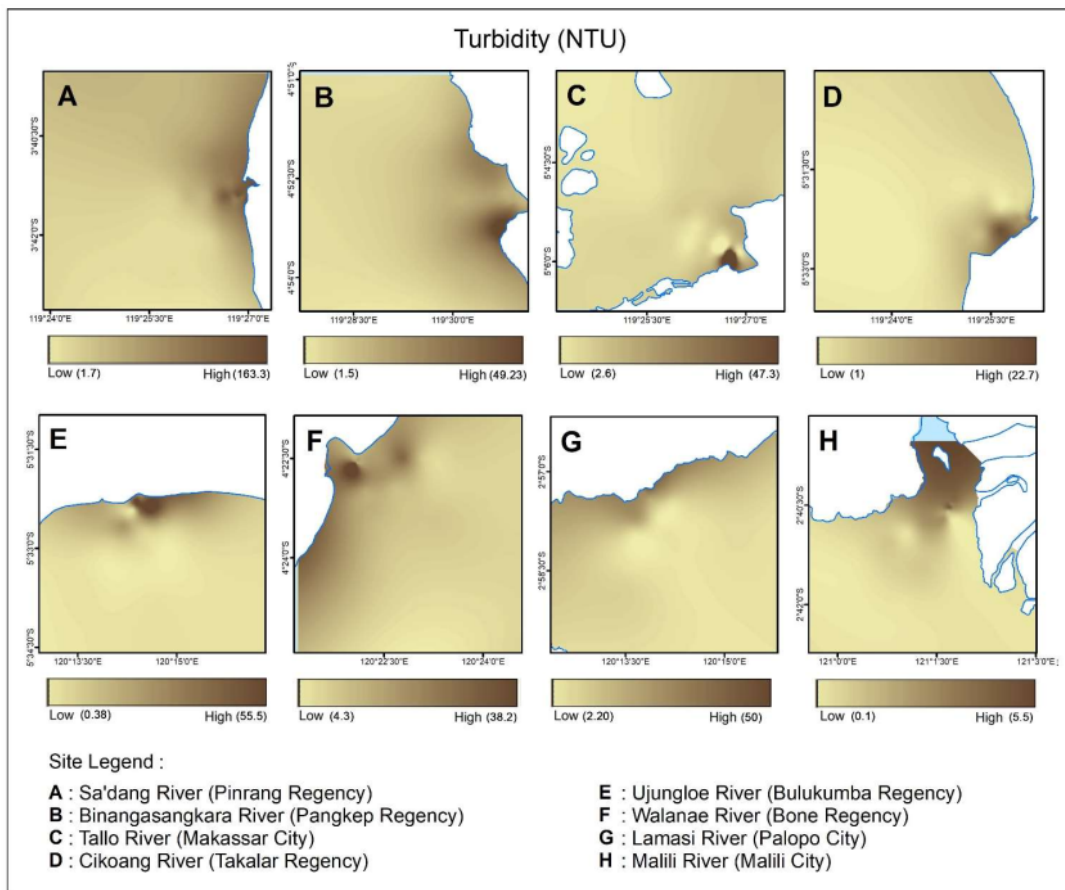 Turbidity (NTU)
A
3°40'30"S
3°42'0"S
119°24'0"E 119°25'30"E 119°27'0"E
Low (1.7) High (163.3)
B
4°51'0"S
4°52'30"S
4°54'0"S
119°28'30"E 119°30'0"E
Low (1.5) High (49.23)
C
5°4'30"S
5°6'0"S
119°25'30"E 119°27'0"E
Low (2.6) High (47.3)
D
5°31'30"S
5°33'0"S
119°24'0"E 119°25'30"E
Low (1) High (22.7)
E
5°31'30"S
5°33'0"S
5°34'30"S
120°13'30"E 120°15'0"E
Low (0.38) High (55.5)
F
4°22'30"S
4°24'0"S
120°22'30"E 120°24'0"E
Low (4.3) High (38.2)
G
2°57'0"S
2°58'30"S
120°13'30"E 120°15'0"E
Low (2.20) High (50)
H
2°40'30"S
2°42'0"S
121°0'0"E 121°1'30"E 121°3'0"E
Low (0.1) High (5.5)
Site Legend :
A : Sa'dang River (Pinrang Regency)
B : Binangasangkara River (Pangkep Regency)
C : Tallo River (Makassar City)
D : Cikoang River (Takalar Regency)
E : Ujungloe River (Bulukumba Regency)
F : Walanae River (Bone Regency)
G : Lamasi River (Palopo City)
H : Malili River (Malili City)